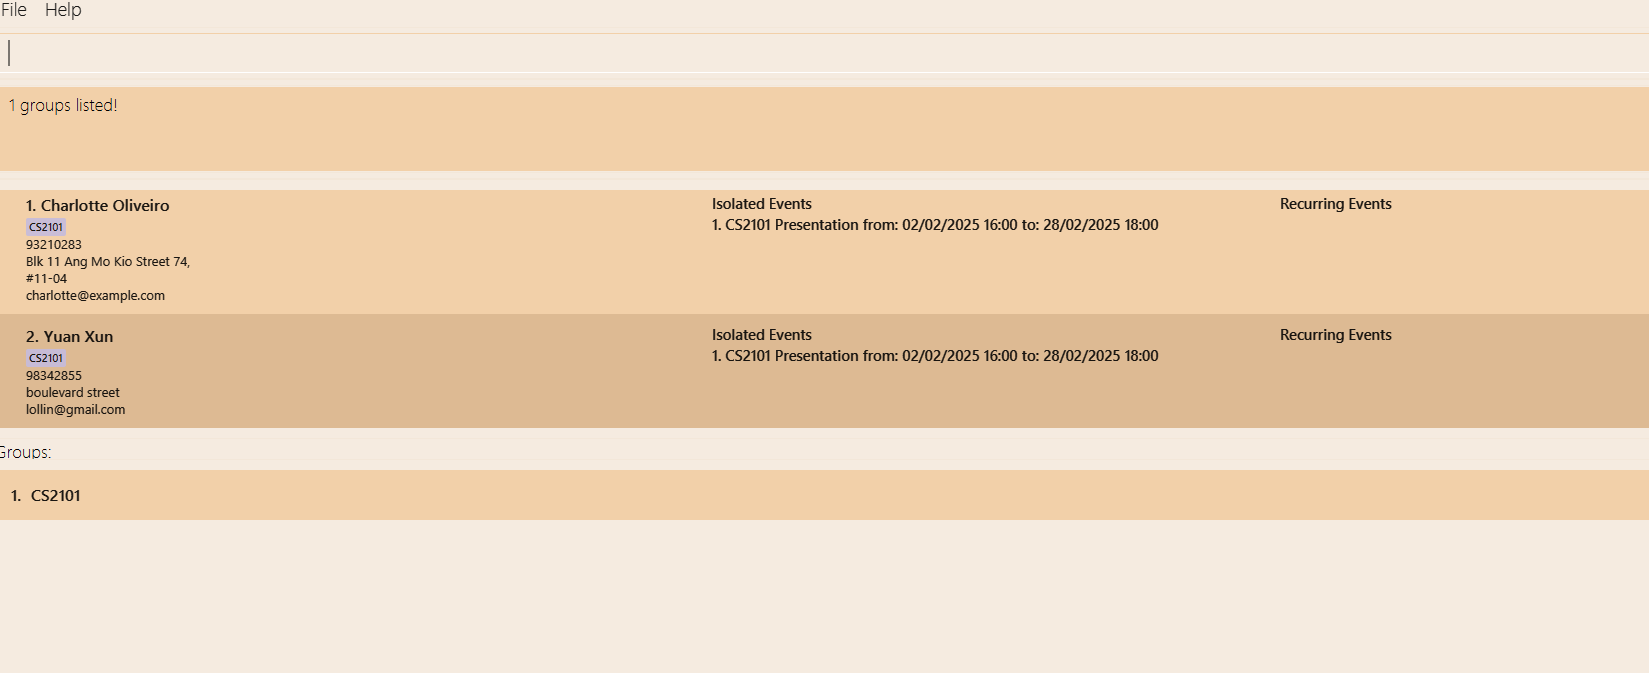 File Help
1 groups listed!
1. Charlotte Oliveiro
CS2101
93210283
Blk 11 Ang Mo Kio Street 74,
#11-04
charlotte@example.com
Isolated Events
1. CS2101 Presentation from: 02/02/2025 16:00 to: 28/02/2025 18:00
Recurring Events
2. Yuan Xun
CS2101
98342855
boulevard street
lollin@gmail.com
Isolated Events
1. CS2101 Presentation from: 02/02/2025 16:00 to: 28/02/2025 18:00
Recurring Events
Groups:
1. CS2101